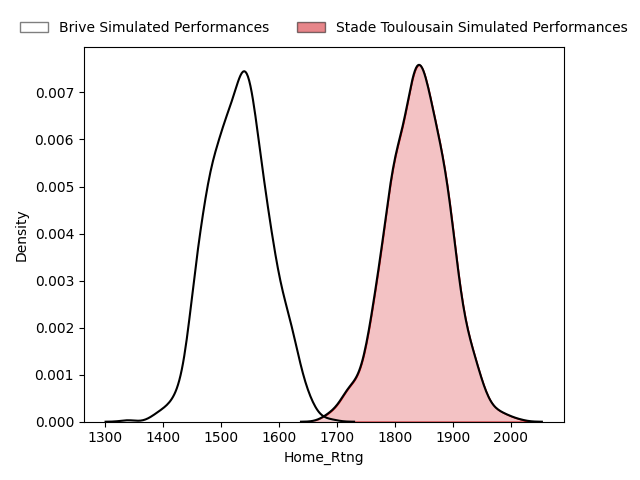 Brive Simulated Performances
Stade Toulousain Simulated Performances
0.007
0.006
0.005
0.004
0.003
0.002
0.001
0.000
Density
1300 1400 1500 1600 1700 1800 1900 2000
Home_Rtng